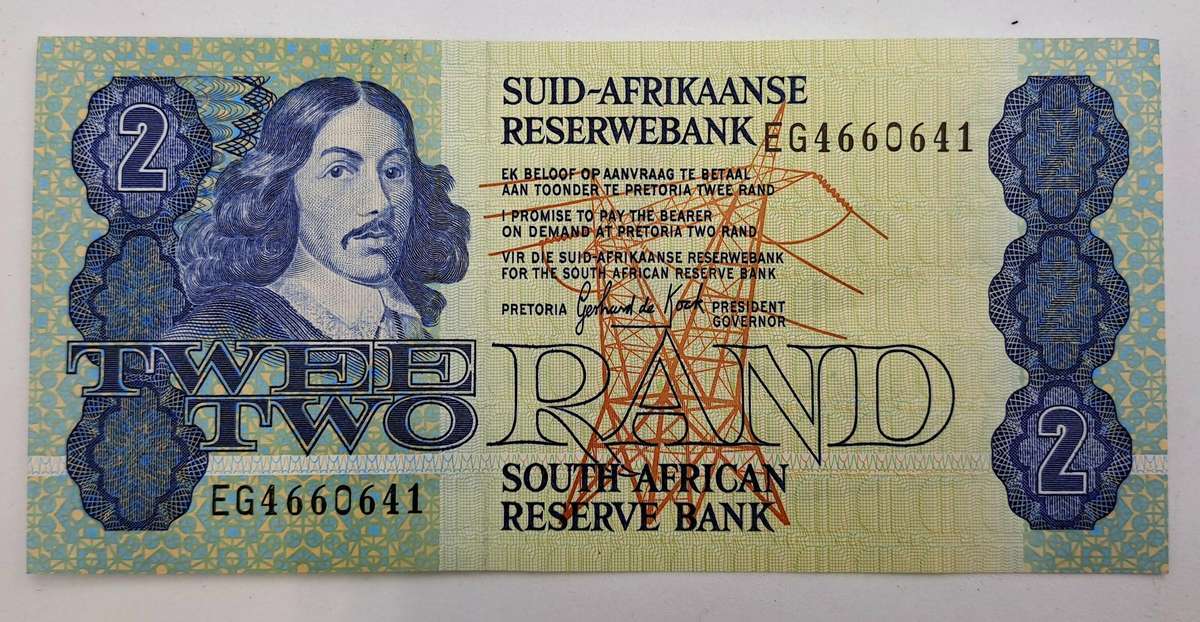 2
SUID-AFRIKAANSE
RESERWEBANK
EG4660641
EK BELOOF OP AANVRAAG TE BETAAL
AAN TOONDER TE PRETORIA TWEE RAND
I PROMISE TO PAY THE BEARER
ON DEMAND AT PRETORIA TWO RAND
VIR DIE SUID-AFRIKAANSE RESERWEBANK
FOR THE SOUTH AFRICAN RESERVE BANK
PRETORIA Gerhard de Kock PRESIDENT
GOVERNOR
TWEE
TWO
RAND
2
SOUTH AFRICAN
RESERVE BANK
EG4660641